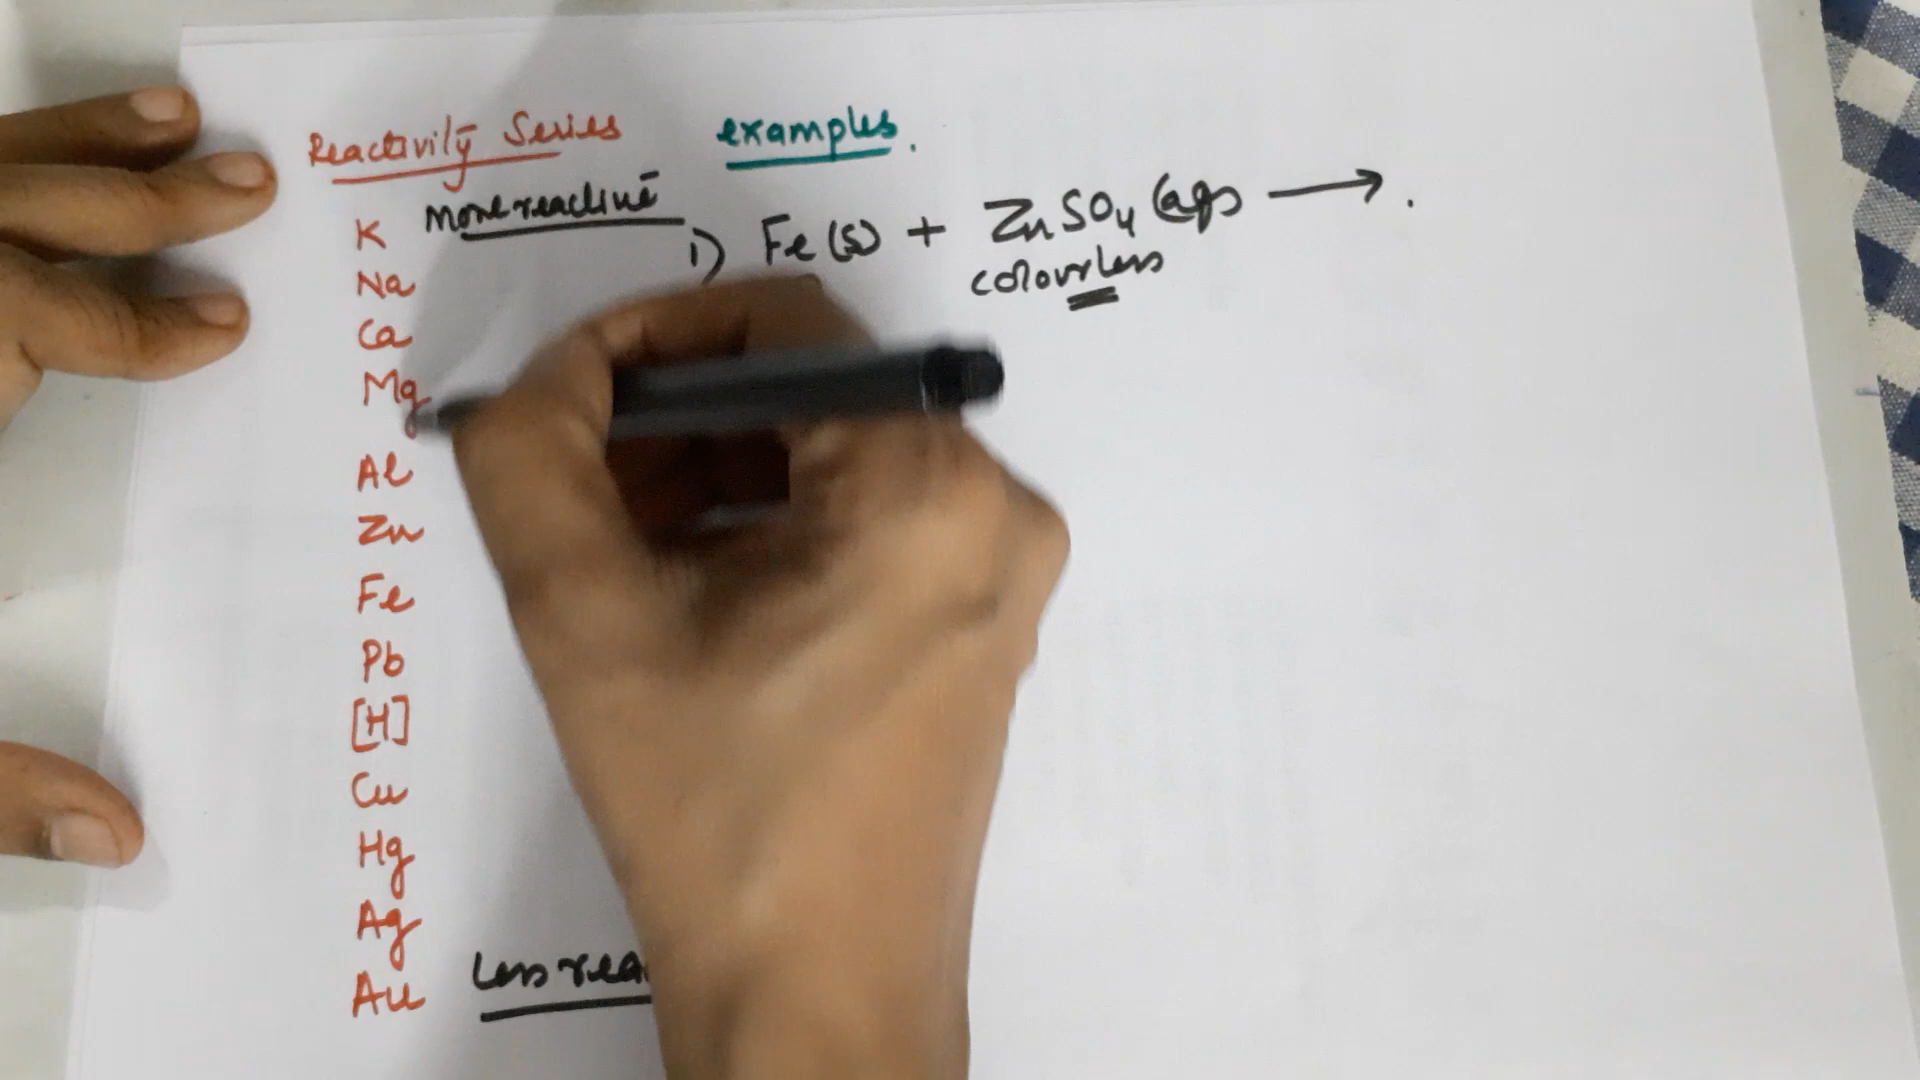 Reactivity Series
examples.
More reactive
1) Fe (s) + ZnSO4 (aq) ⟶ .
colourless
K
Na
Ca
Mg
Al
Zn
Fe
Pb
[H]
Cu
Hg
Ag
Au
Less